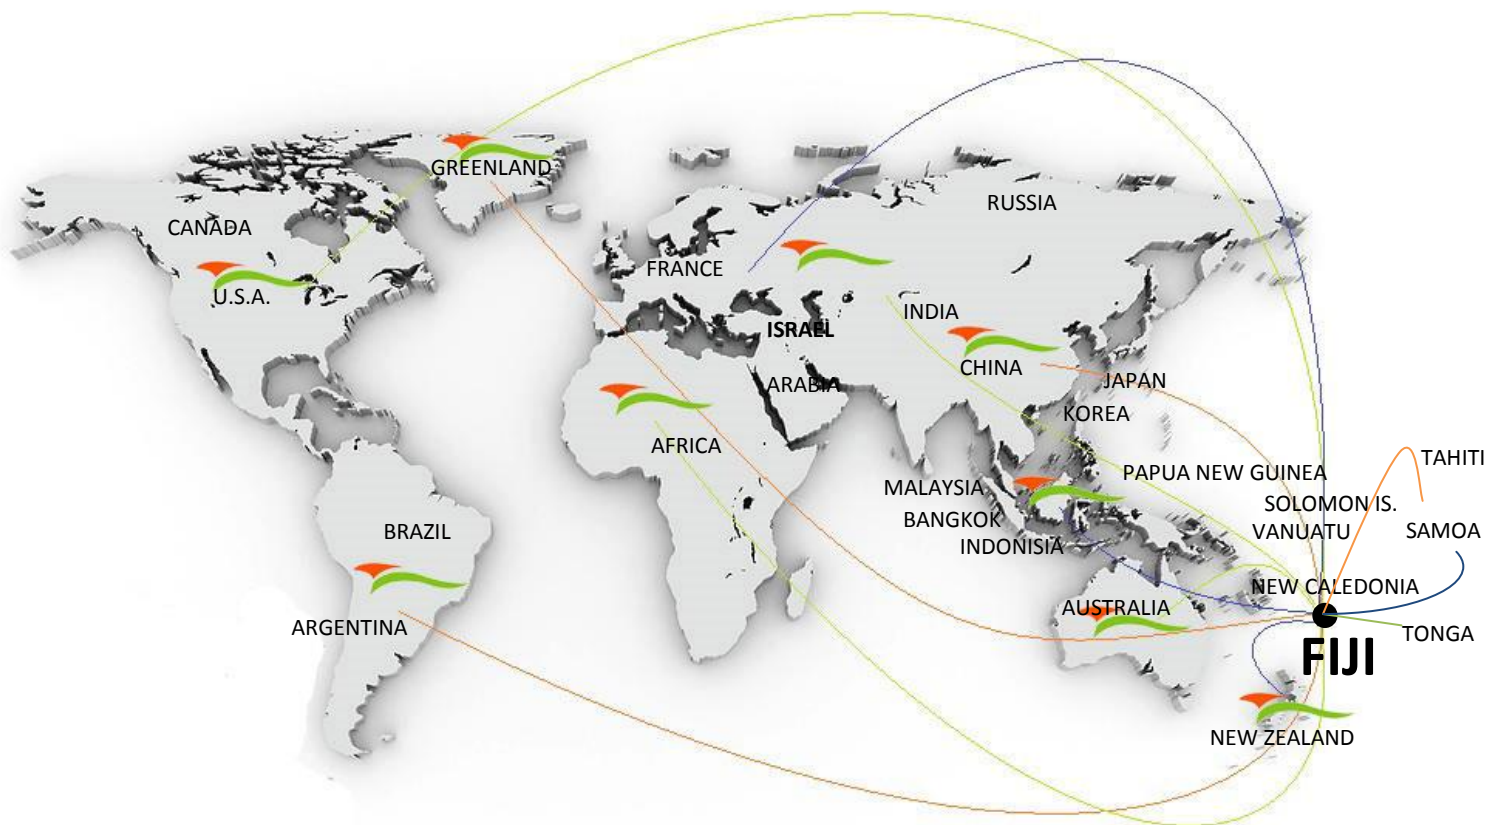 GREENLAND
CANADA
RUSSIA
FRANCE
U.S.A.
INDIA
ISRAEL
CHINA
ARABIA
JAPAN
KOREA
AFRICA
TAHITI
PAPUA NEW GUINEA
MALAYSIA
SOLOMON IS.
BANGKOK
BRAZIL
VANUATU
SAMOA
INDONISIA
NEW CALEDONIA
AUSTRALIA
ARGENTINA
TONGA
FIJI
NEW ZEALAND